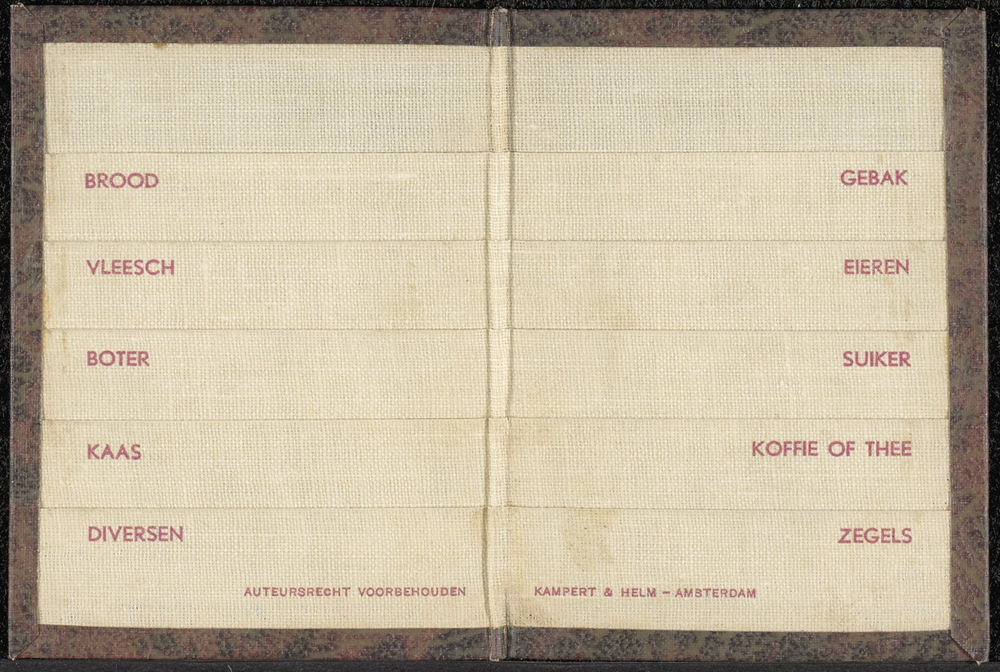 BROOD
VLEESCH
BOTER
KAAS
DIVERSEN
AUTEURSRECHT VOORBEHOUDEN
GEBAK
EIEREN
SUIKER
KOFFIE OF THEE
ZEGELS
KAMPERT & HELM – AMSTERDAM